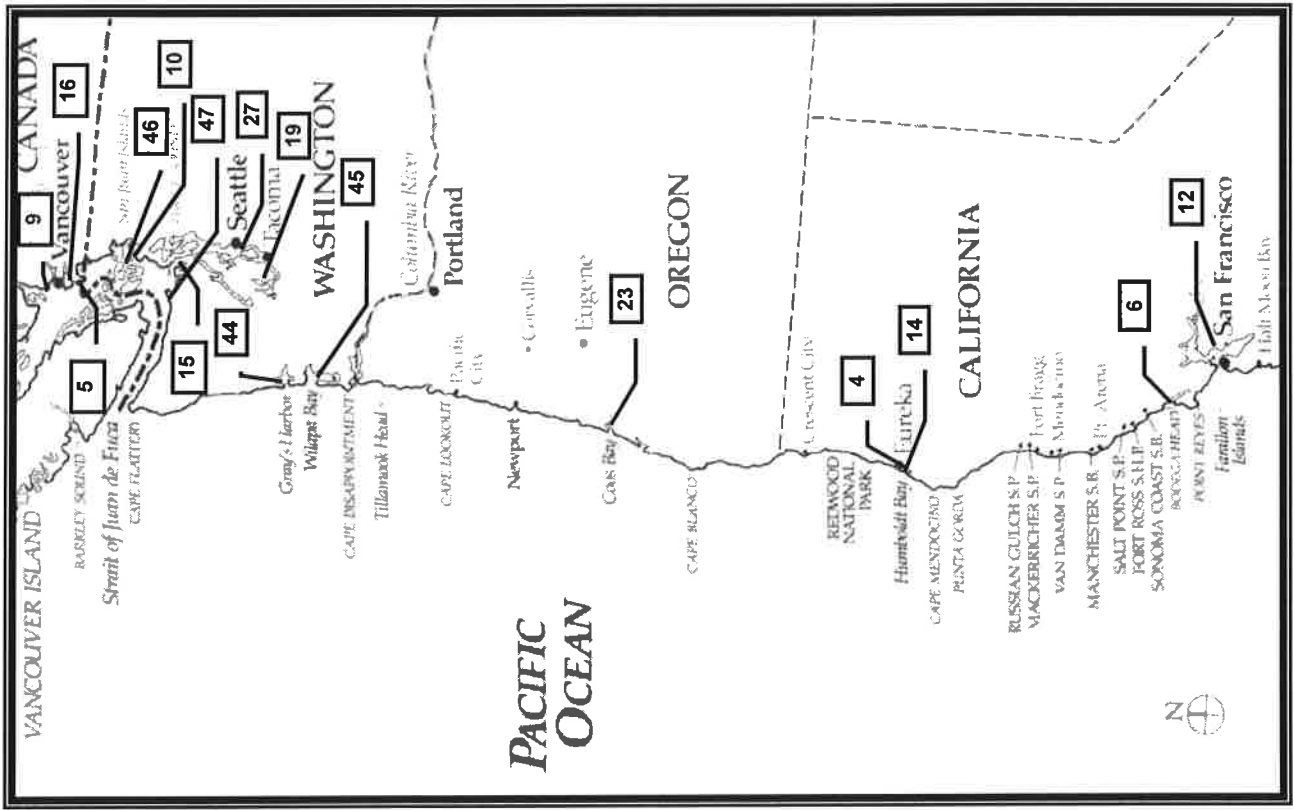 VANCOUVER ISLAND
CANADA
9
Vancouver
16
San Juan Islands
46
10
47
27
Seattle
19
Tacoma
WASHINGTON
45
5
15
44
BARKLEY SOUND
Strait of Juan de Fuca
CAPE FLATTERY
Gray's Harbor
Wilapa Bay
CAPE DISAPPOINTMENT
Tillamook Head
Columbia River
Portland
CAPE LOOKOUT
Pacific
City
Newport
Corvallis
Eugene
Coos Bay
23
OREGON
CAPE BLANCO
PACIFIC
OCEAN
Crescent City
REDWOOD
NATIONAL
PARK
4
Eureka
14
Humboldt Bay
CALIFORNIA
CAPE MENDOCINO
PUNTA GORDA
RUSSIAN GULCH S.P.
MACKERRICHER S.P.
Fort Bragg
Mendocino
VAN DAMM S.P.
MANCHESTER S.B.
Pt. Arena
SALT POINT S.P.
FORT ROSS S.H.P.
SONOMA COAST S.B.
BODEGA HEAD
6
POINT REYES
Farallon
Islands
12
San Francisco
Half Moon Bay
N